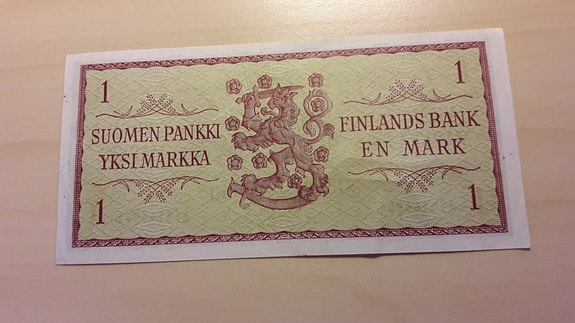 1
SUOMEN PANKKI
YKSI MARKKA
1
1
FINLANDS BANK
EN MARK
1